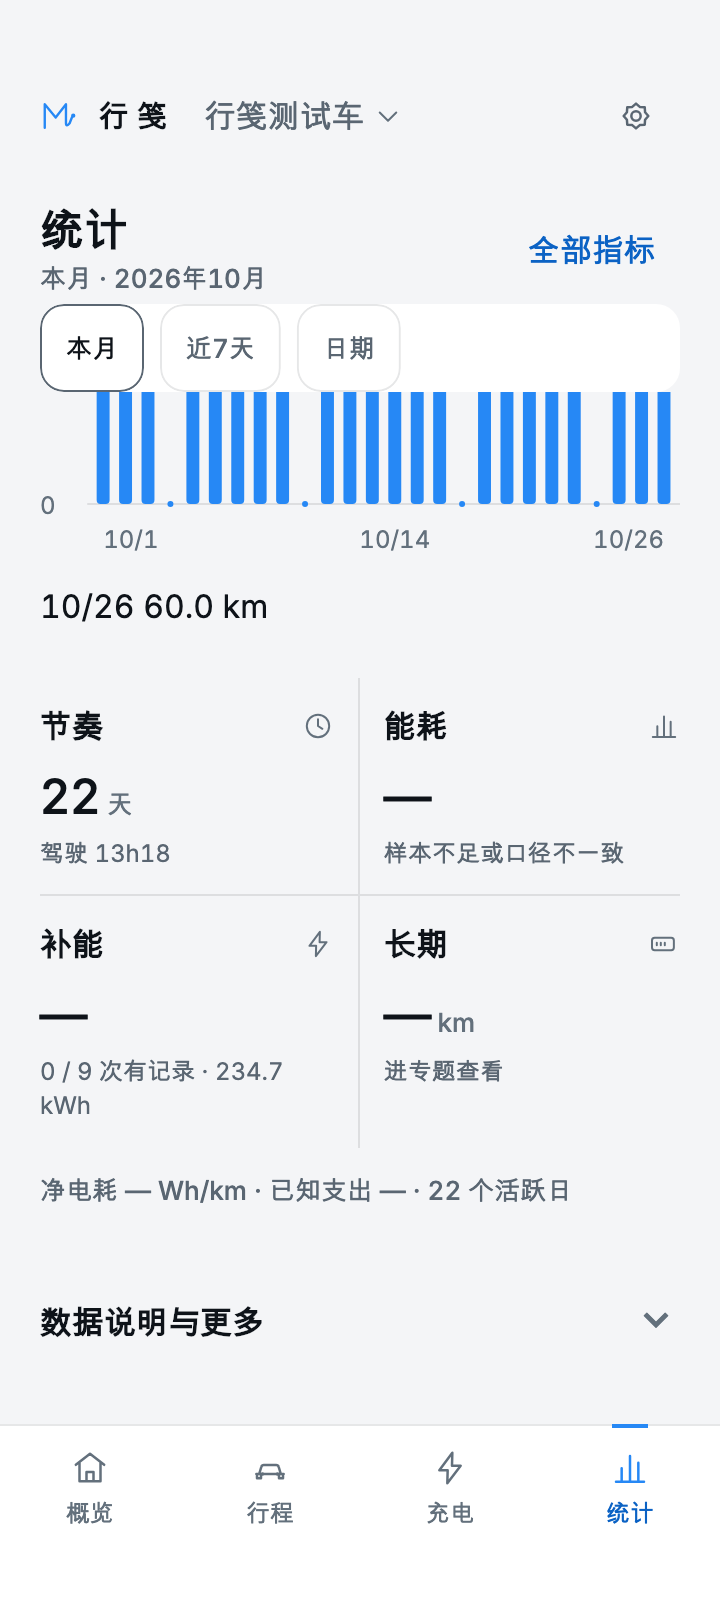 行笺 行笺测试车
统计
全部指标
本月 · 2026年10月
本月 近7天 日期
0
10/1 10/14 10/26
10/26 60.0 km
节奏
22 天
驾驶 13h18
能耗
—
样本不足或口径不一致
补能
—
0 / 9 次有记录 · 234.7
kWh
长期
— km
进专题查看
净电耗 — Wh/km · 已知支出 — · 22 个活跃日
数据说明与更多
概览 行程 充电 统计